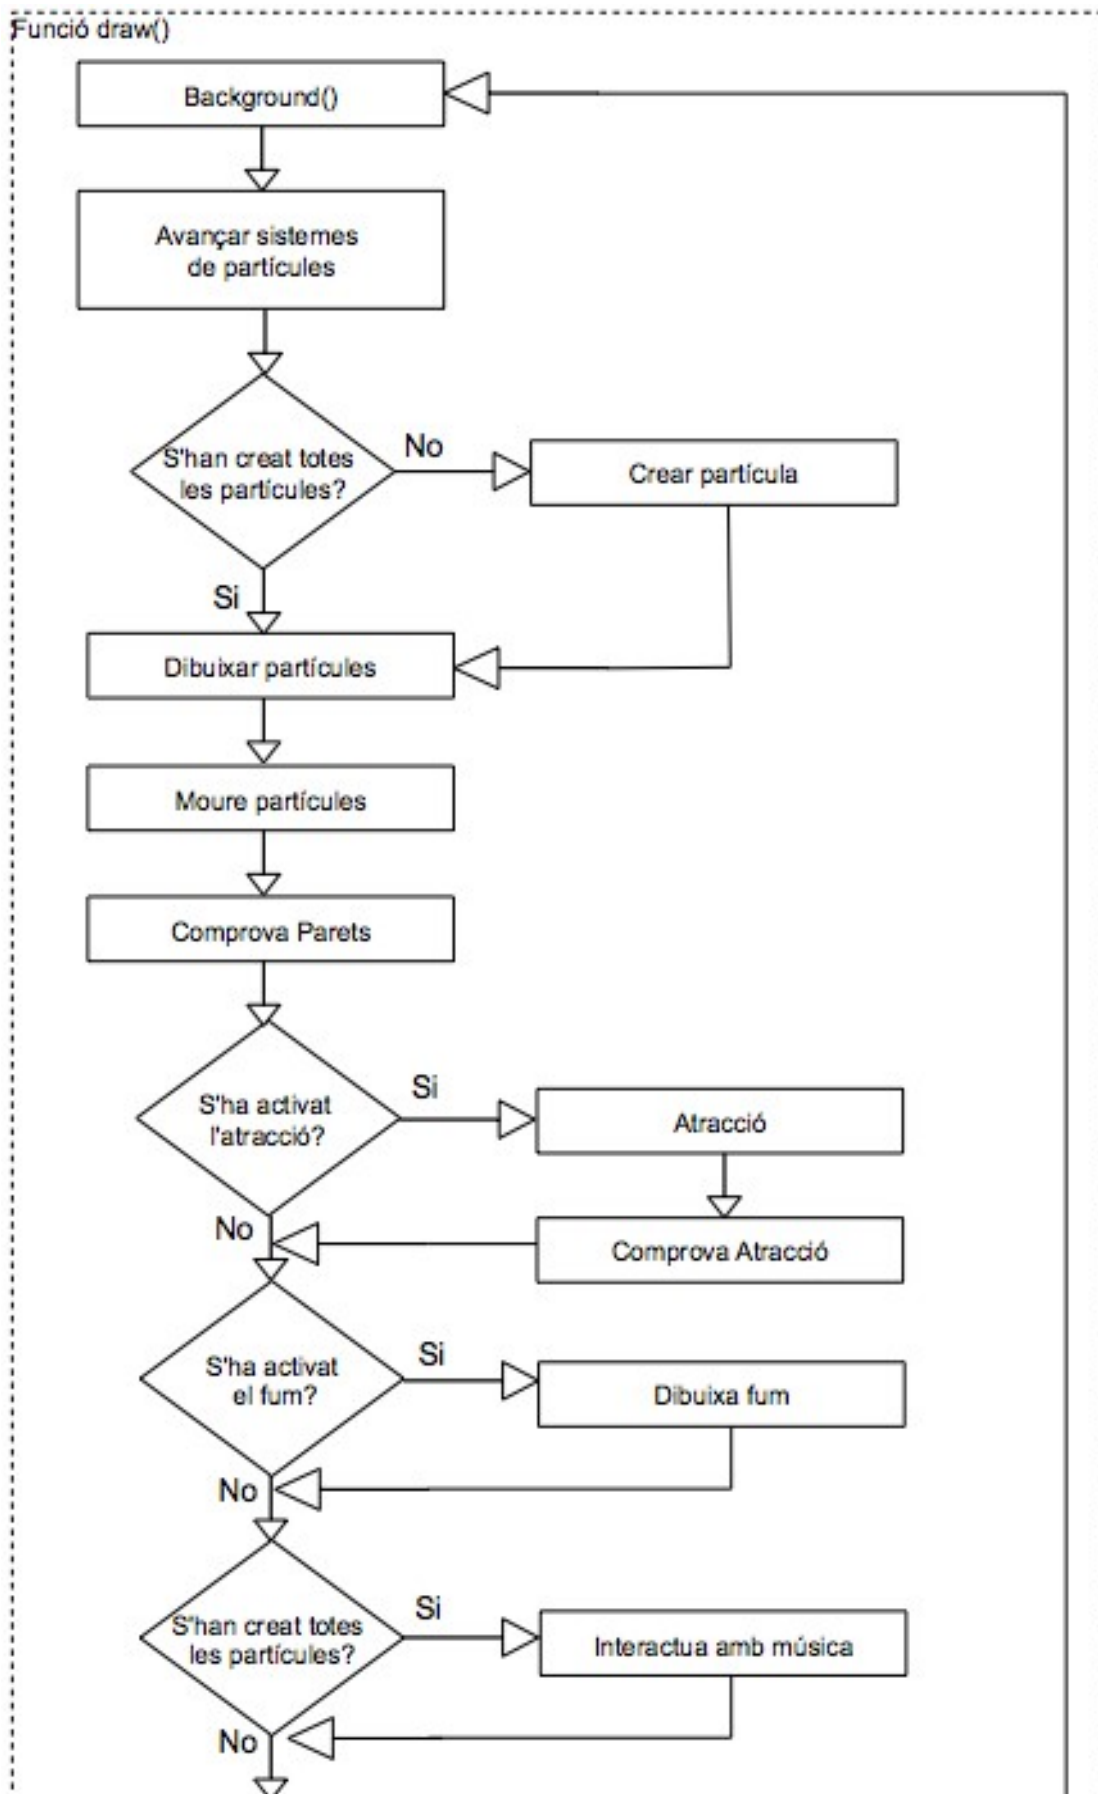 Funció draw()
Background()
Avançar sistemes
de partícules
S'han creat totes
les partícules?
No
Crear partícula
Si
Dibuixar partícules
Moure partícules
Comprova Parets
S'ha activat
l'atracció?
Si
Atracció
No
Comprova Atracció
S'ha activat
el fum?
Si
Dibuixa fum
No
S'han creat totes
les partícules?
Si
Interactua amb música
No